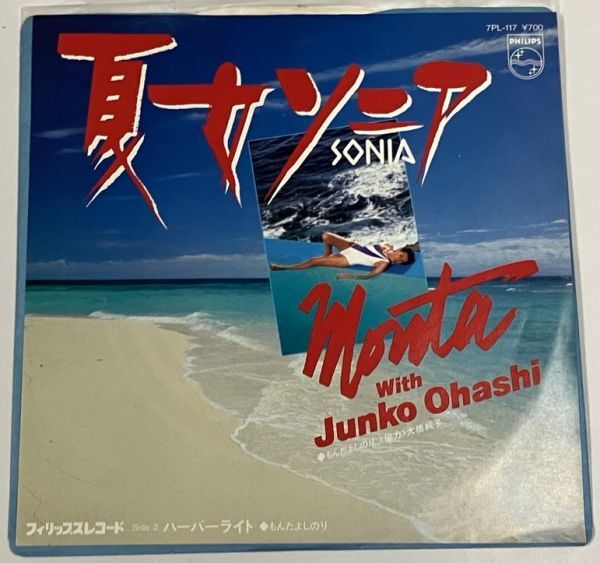 7PL-117 ¥700
PHILIPS
夏女ソニア
SONIA
Monta
With
Junko Ohashi
◆もんたよしのり〈協力〉大橋純子
フィリップスレコード Side 2 ハーバーライト ◆もんたよしのり